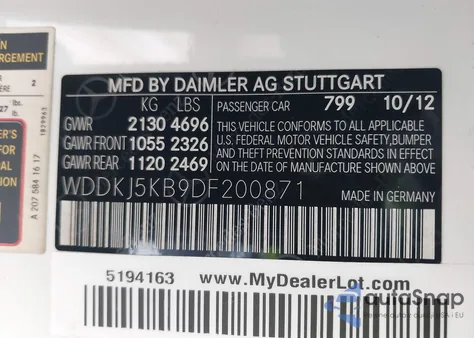 MFD BY DAIMLER AG STUTTGART
KG LBS
PASSENGER CAR 799 10/12
GVWR 2130 4696
GAWR FRONT 1055 2326
GAWR REAR 1120 2469
THIS VEHICLE CONFORMS TO ALL APPLICABLE
U.S. FEDERAL MOTOR VEHICLE SAFETY, BUMPER
AND THEFT PREVENTION STANDARDS IN EFFECT
ON THE DATE OF MANUFACTURE SHOWN ABOVE.
WDDKJ5KB9DF200871
MADE IN GERMANY
A 207 584 16 17
5194163
www.MyDealerLot.com
autoSnap